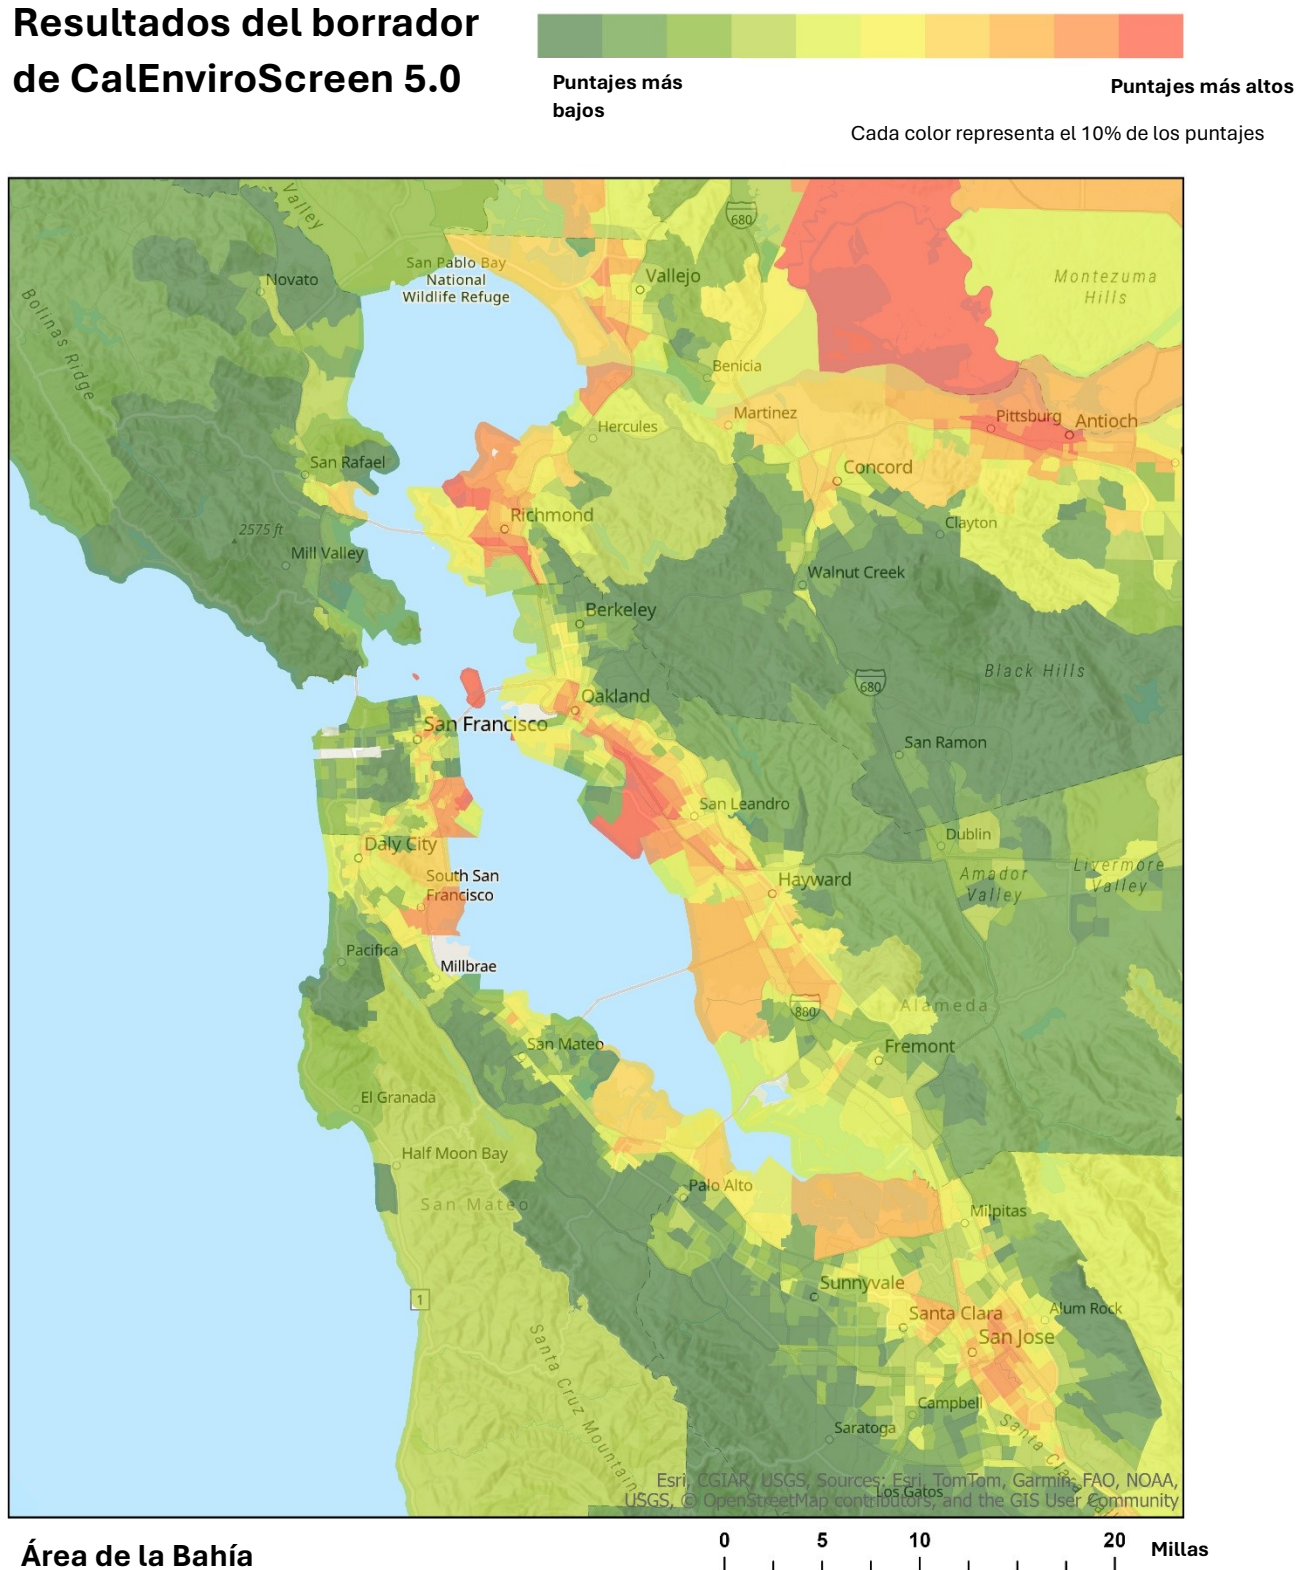 Resultados del borrador
de CalEnviroScreen 5.0
Puntajes más
bajos
Puntajes más altos
Cada color representa el 10% de los puntajes
Valley
680
San Pablo Bay
National
Wildlife Refuge
Novato
Vallejo
Montezuma
Hills
Bolinas Ridge
Benicia
Martinez
Pittsburg
Antioch
Hercules
San Rafael
Concord
Richmond
Clayton
2575 ft
Mill Valley
Walnut Creek
Berkeley
Black Hills
680
Oakland
San Francisco
San Ramon
San Leandro
Dublin
Daly City
Livermore
Valley
Amador
Valley
South San
Francisco
Hayward
Pacifica
Millbrae
Alameda
880
San Mateo
Fremont
El Granada
Half Moon Bay
Palo Alto
San Mateo
Milpitas
Sunnyvale
1
Santa Clara
Alum Rock
San Jose
Santa Cruz Mountains
Campbell
Saratoga
Santa Clara
Los Gatos
Esri, CGIAR, USGS, Sources: Esri, TomTom, Garmin, FAO, NOAA,
USGS, © OpenStreetMap contributors, and the GIS User Community
Área de la Bahía
0 5 10 20 Millas